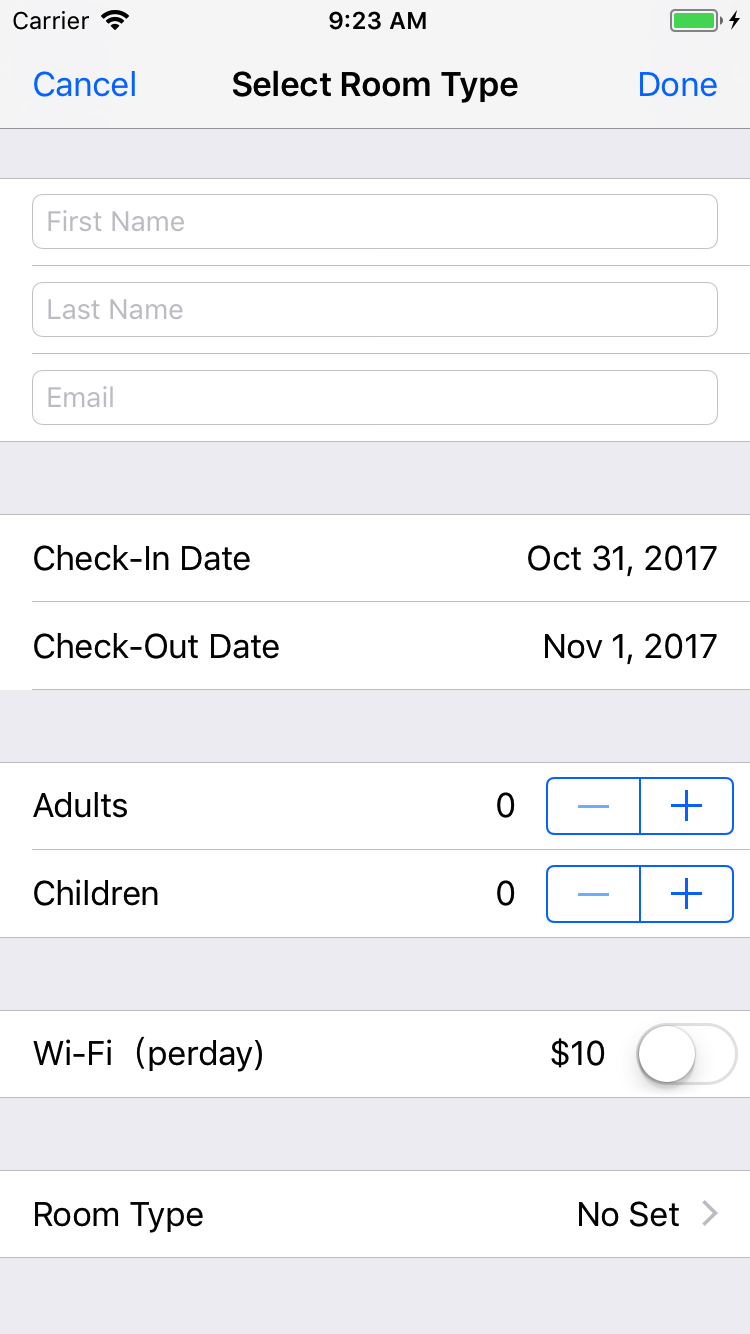 Carrier 9:23 AM
Cancel Select Room Type Done
First Name
Last Name
Email
Check-In Date Oct 31, 2017
Check-Out Date Nov 1, 2017
Adults 0 — +
Children 0 — +
Wi-Fi（perday) $10
Room Type No Set